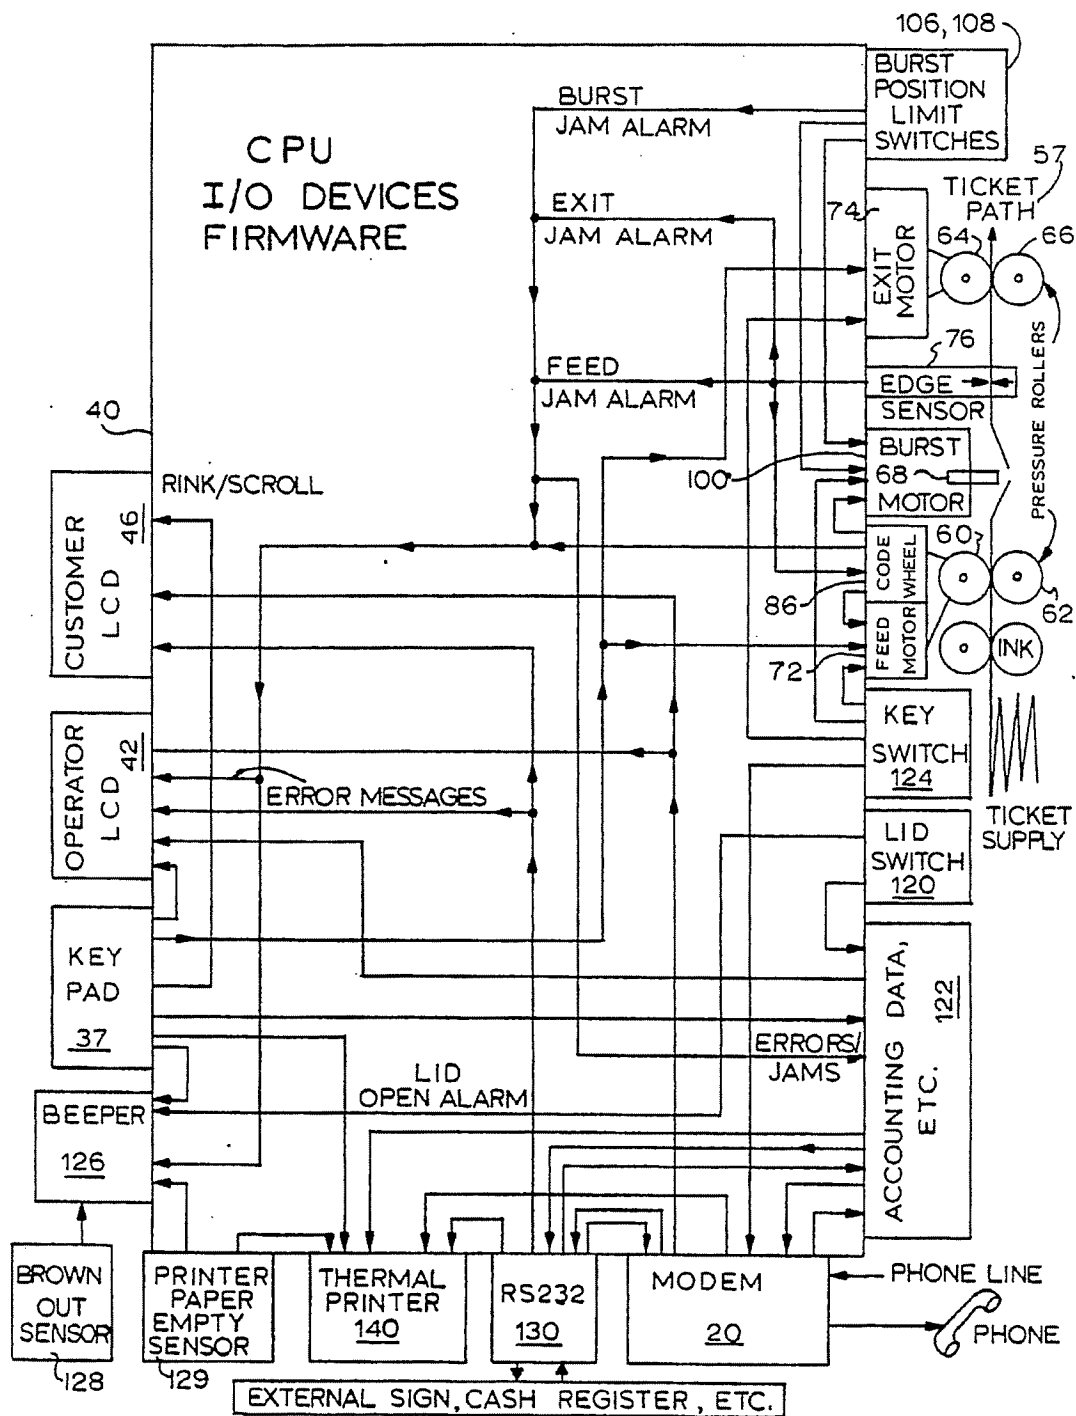 106, 108
BURST
POSITION
LIMIT
SWITCHES
BURST
JAM ALARM
CPU
I/O DEVICES
FIRMWARE
57
TICKET
PATH
EXIT
JAM ALARM
74
EXIT
MOTOR
64
66
PRESSURE ROLLERS
76
FEED
JAM ALARM
EDGE
SENSOR
40
RINK/SCROLL
CUSTOMER
LCD
46
100
BURST
68
MOTOR
CODE
WHEEL
86
60
62
FEED
MOTOR
72
INK
OPERATOR
LCD
42
ERROR MESSAGES
KEY
SWITCH
124
TICKET
SUPPLY
LID
SWITCH
120
KEY
PAD
37
ACCOUNTING DATA,
ETC.
122
ERRORS/
JAMS
LID
OPEN ALARM
BEEPER
126
BROWN
OUT
SENSOR
128
PRINTER
PAPER
EMPTY
SENSOR
129
THERMAL
PRINTER
140
RS232
130
MODEM
20
PHONE LINE
PHONE
EXTERNAL SIGN, CASH REGISTER, ETC.